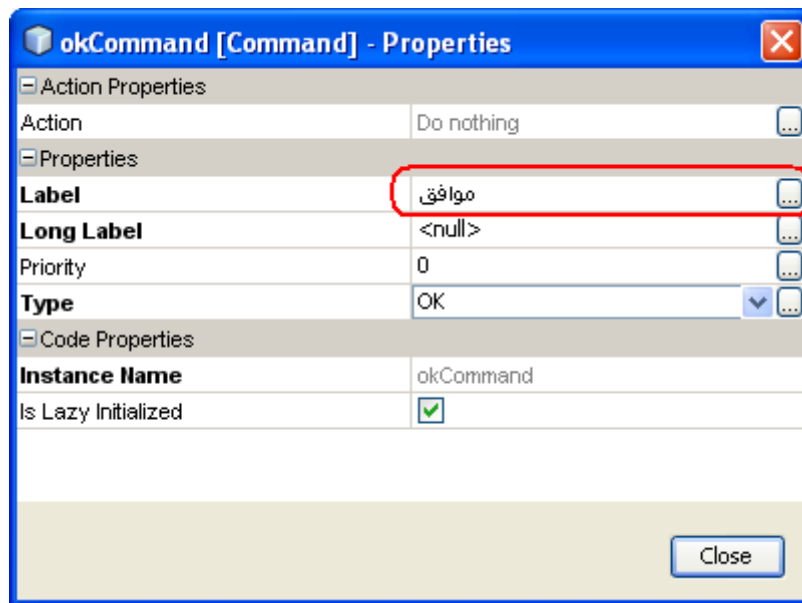 okCommand [Command] - Properties
Action Properties
Action Do nothing ...
Properties
Label موافق ...
Long Label <null> ...
Priority 0 ...
Type OK ...
Code Properties
Instance Name okCommand
Is Lazy Initialized
Close